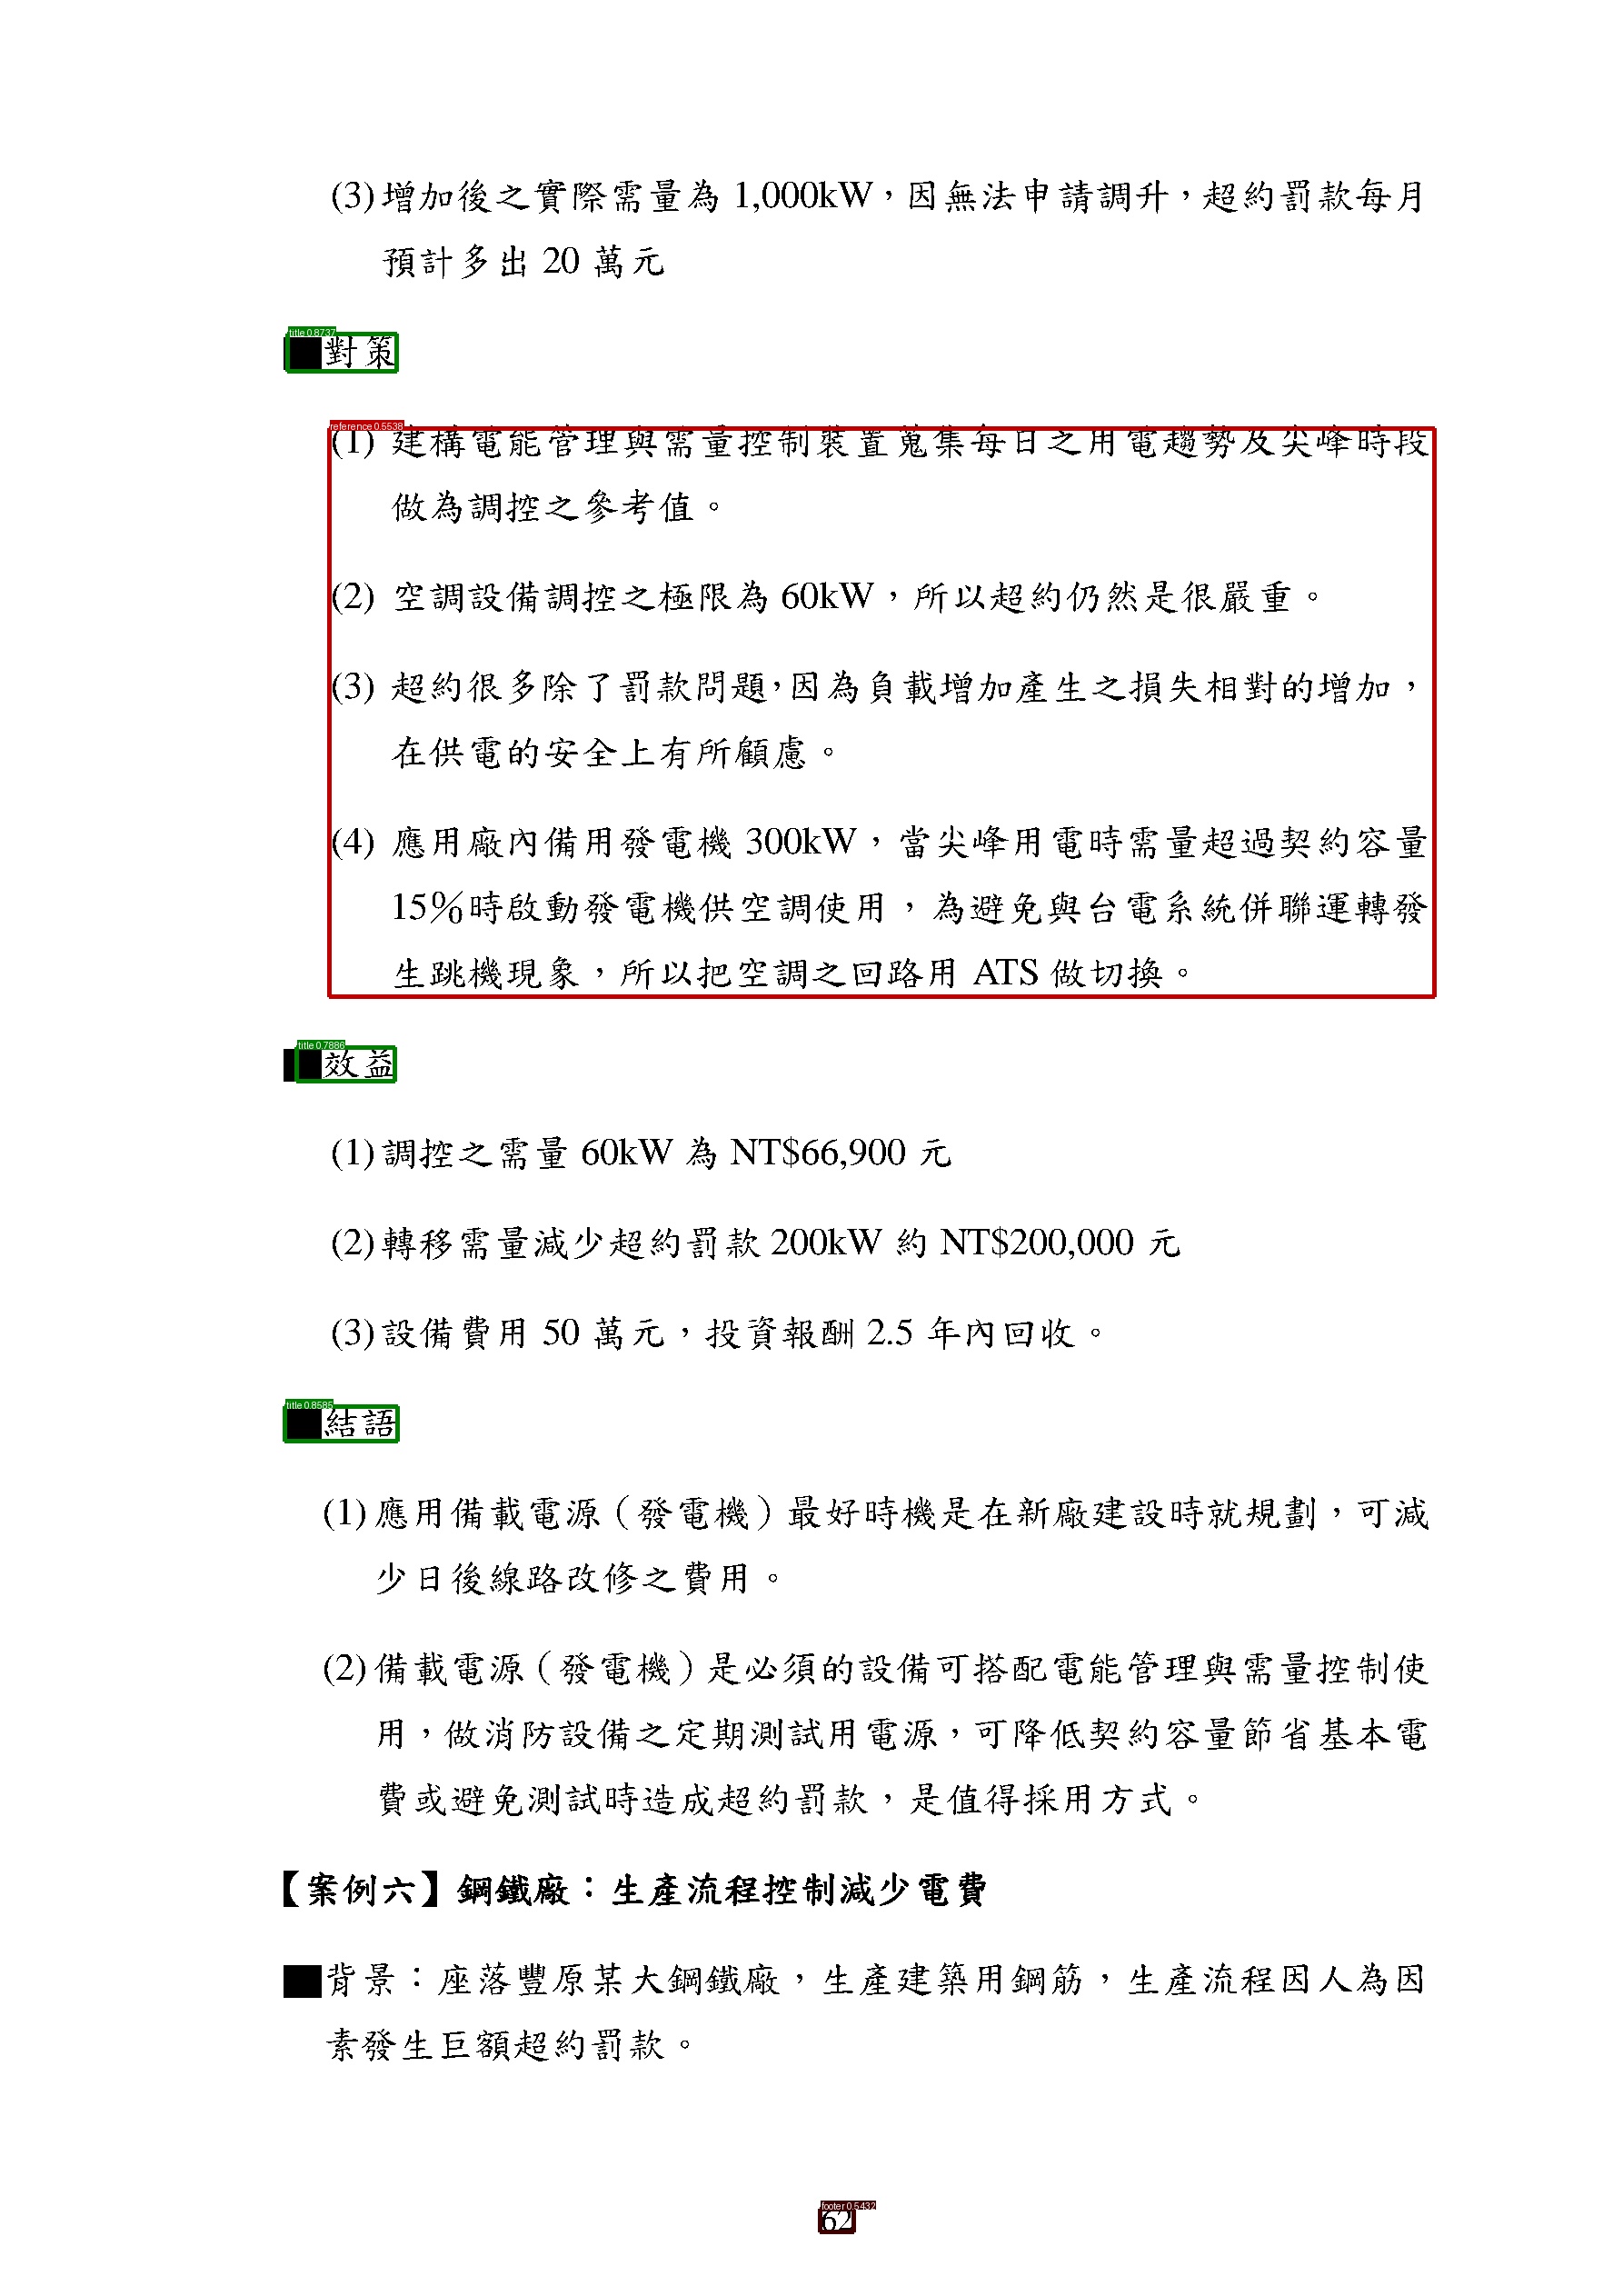 (3)增加後之實際需量為 1,000kW，因無法申請調升，超約罰款每月
預計多出 20 萬元
title 0.8737
■對策
reference 0.5538
(1) 建構電能管理與需量控制裝置蒐集每日之用電趨勢及尖峰時段
做為調控之參考值。
(2) 空調設備調控之極限為 60kW，所以超約仍然是很嚴重。
(3) 超約很多除了罰款問題，因為負載增加產生之損失相對的增加，
在供電的安全上有所顧慮。
(4) 應用廠內備用發電機 300kW，當尖峰用電時需量超過契約容量
15％時啟動發電機供空調使用，為避免與台電系統併聯運轉發
生跳機現象，所以把空調之回路用 ATS 做切換。
title 0.7886
■效益
(1)調控之需量 60kW 為 NT$66,900 元
(2)轉移需量減少超約罰款 200kW 約 NT$200,000 元
(3)設備費用 50 萬元，投資報酬 2.5 年內回收。
title 0.8585
■結語
(1)應用備載電源（發電機）最好時機是在新廠建設時就規劃，可減
少日後線路改修之費用。
(2)備載電源（發電機）是必須的設備可搭配電能管理與需量控制使
用，做消防設備之定期測試用電源，可降低契約容量節省基本電
費或避免測試時造成超約罰款，是值得採用方式。
【案例六】鋼鐵廠：生產流程控制減少電費
■背景：座落豐原某大鋼鐵廠，生產建築用鋼筋，生產流程因人為因
素發生巨額超約罰款。
footer 0.5432
62